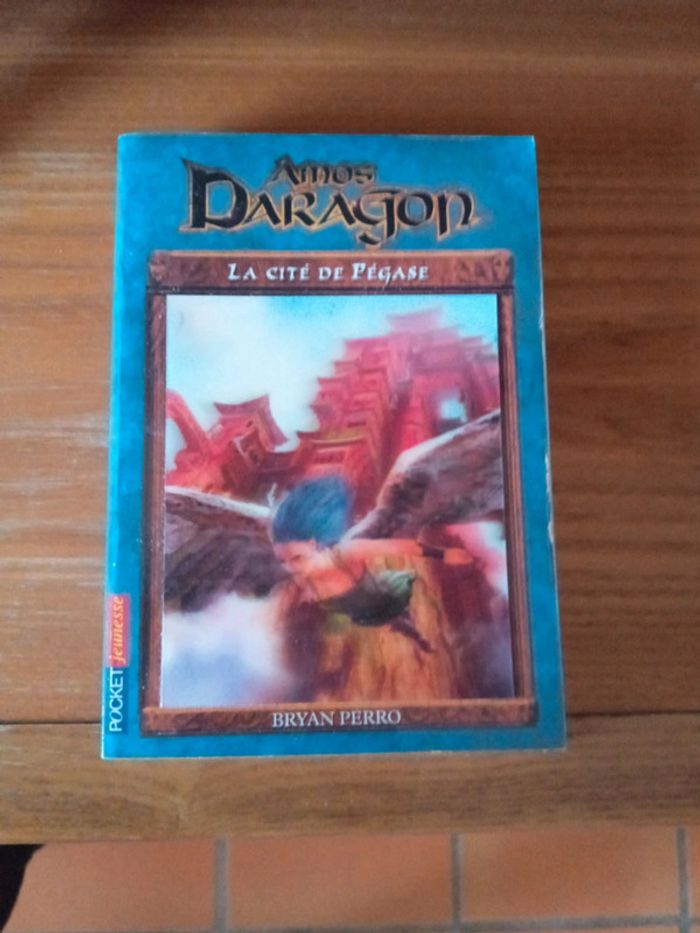 Amos
Daragon
La cité de Pégase
POCKET jeunesse
BRYAN PERRO